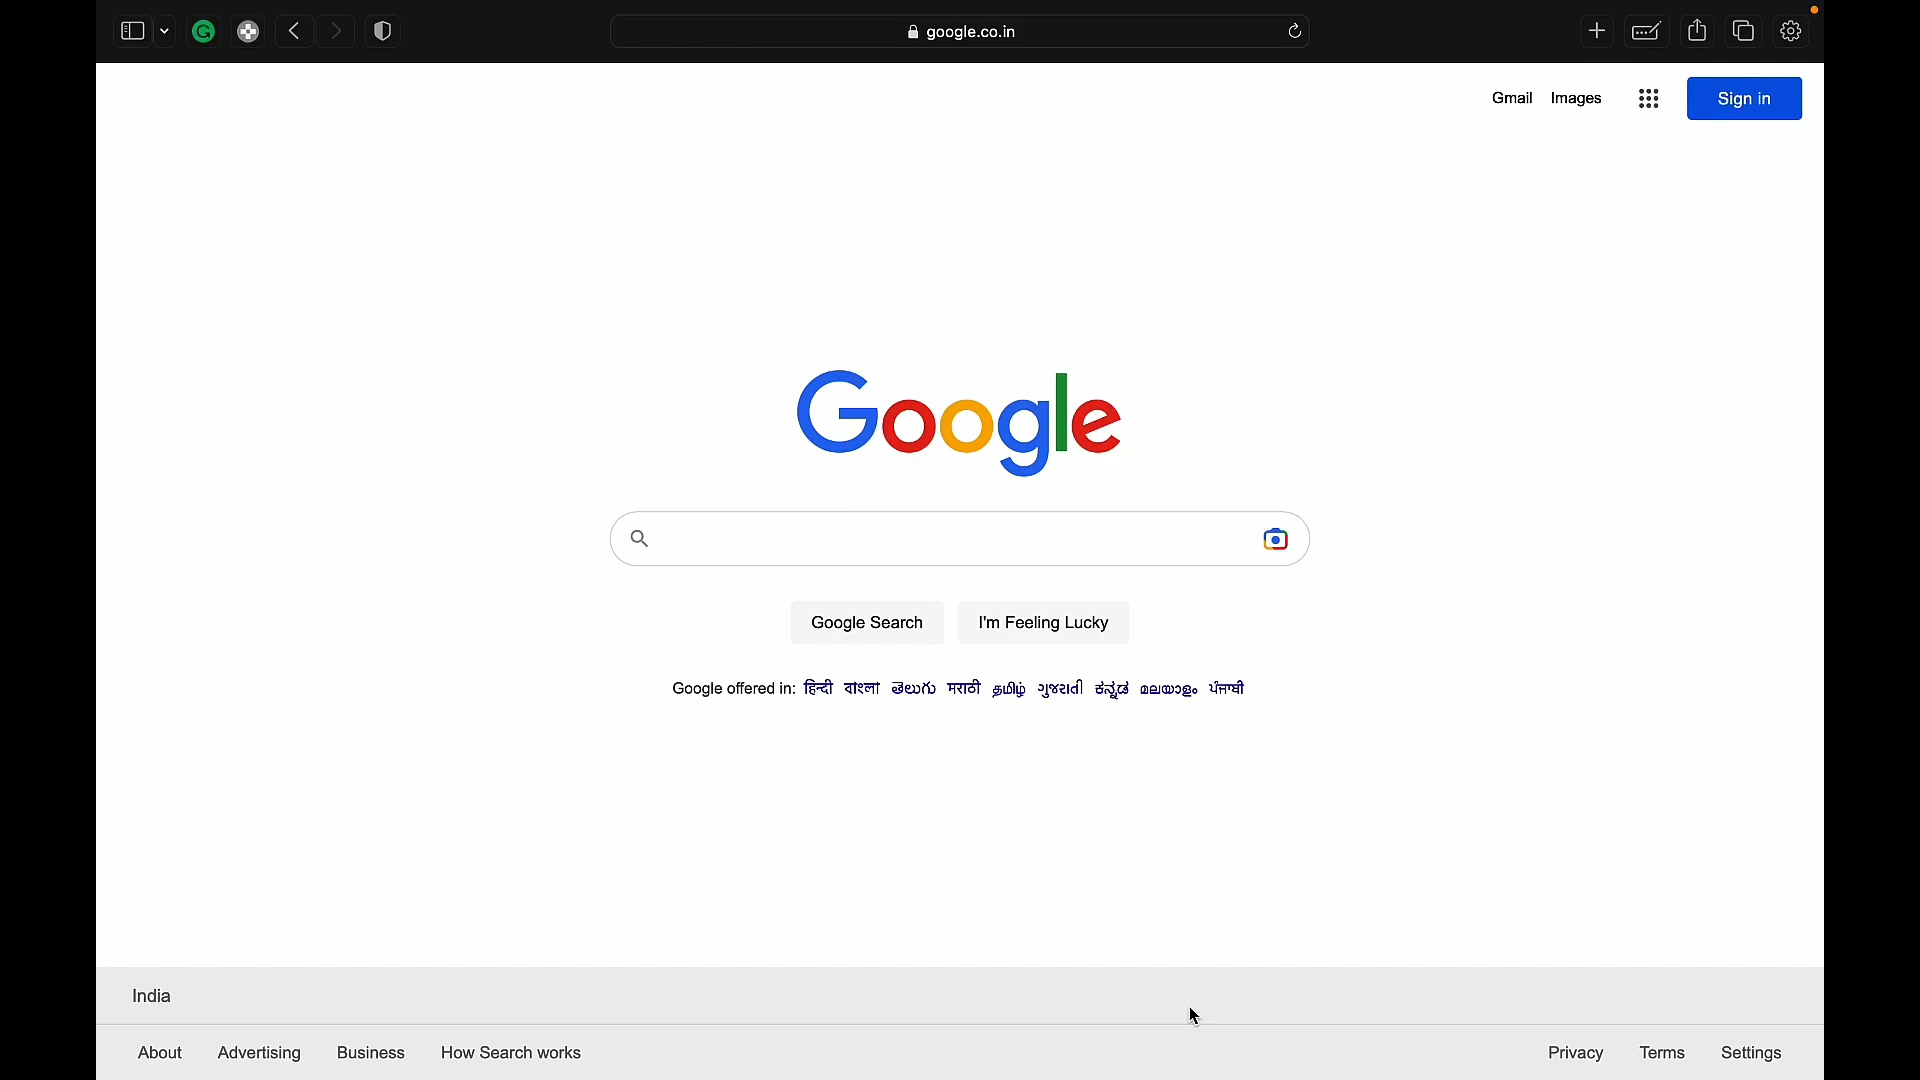 google.co.in
Gmail Images Sign in
Google
Google Search I'm Feeling Lucky
Google offered in: हिन्दी বাংলা తెలుగు मराठी தமிழ் ગુજરાતી ಕನ್ನಡ മലയാളം ਪੰਜਾਬੀ
India
About Advertising Business How Search works Privacy Terms Settings